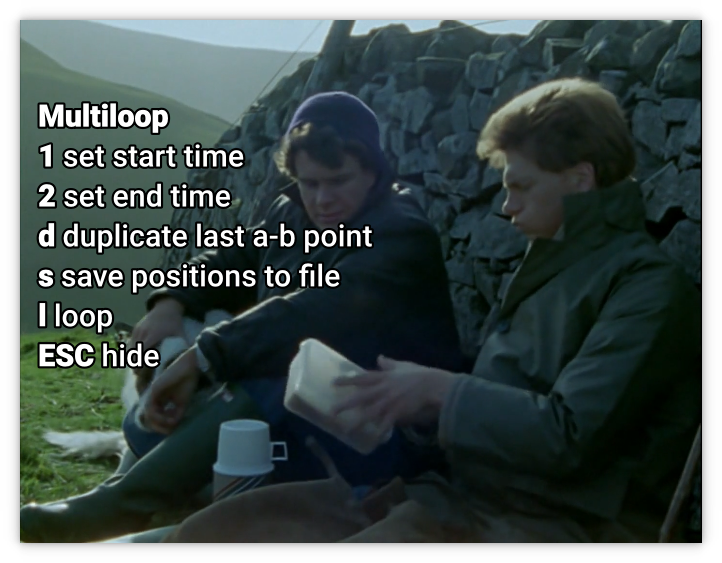 Multiloop
1 set start time
2 set end time
d duplicate last a-b point
s save positions to file
l loop
ESC hide